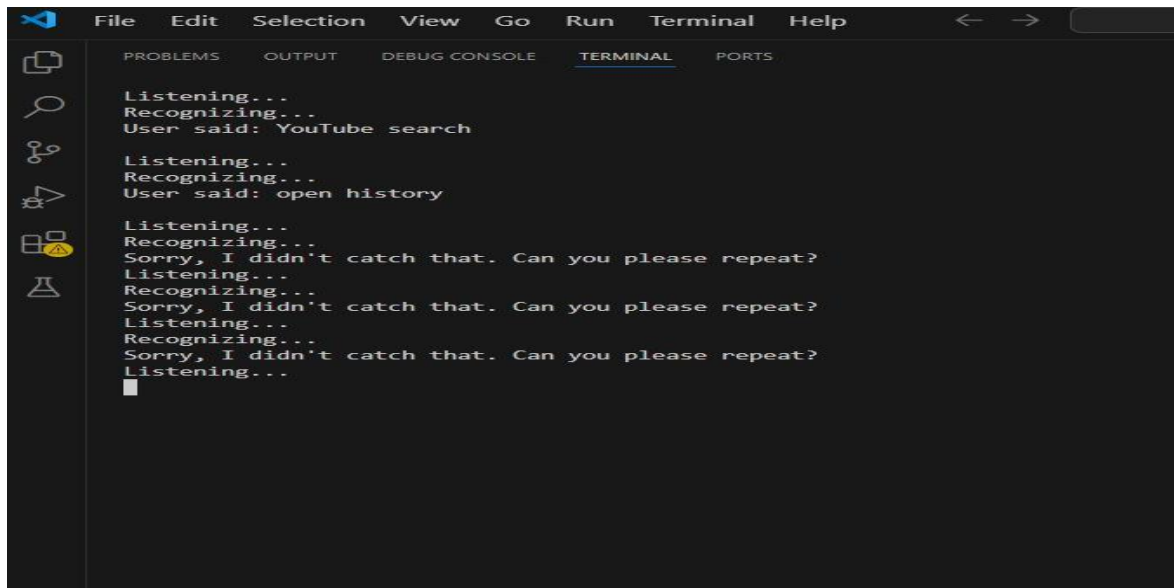 File Edit Selection View Go Run Terminal Help
PROBLEMS OUTPUT DEBUG CONSOLE TERMINAL PORTS
Listening...
Recognizing...
User said: YouTube search
Listening...
Recognizing...
User said: open history
Listening...
Recognizing...
Sorry, I didn't catch that. Can you please repeat?
Listening...
Recognizing...
Sorry, I didn't catch that. Can you please repeat?
Listening...
Recognizing...
Sorry, I didn't catch that. Can you please repeat?
Listening...